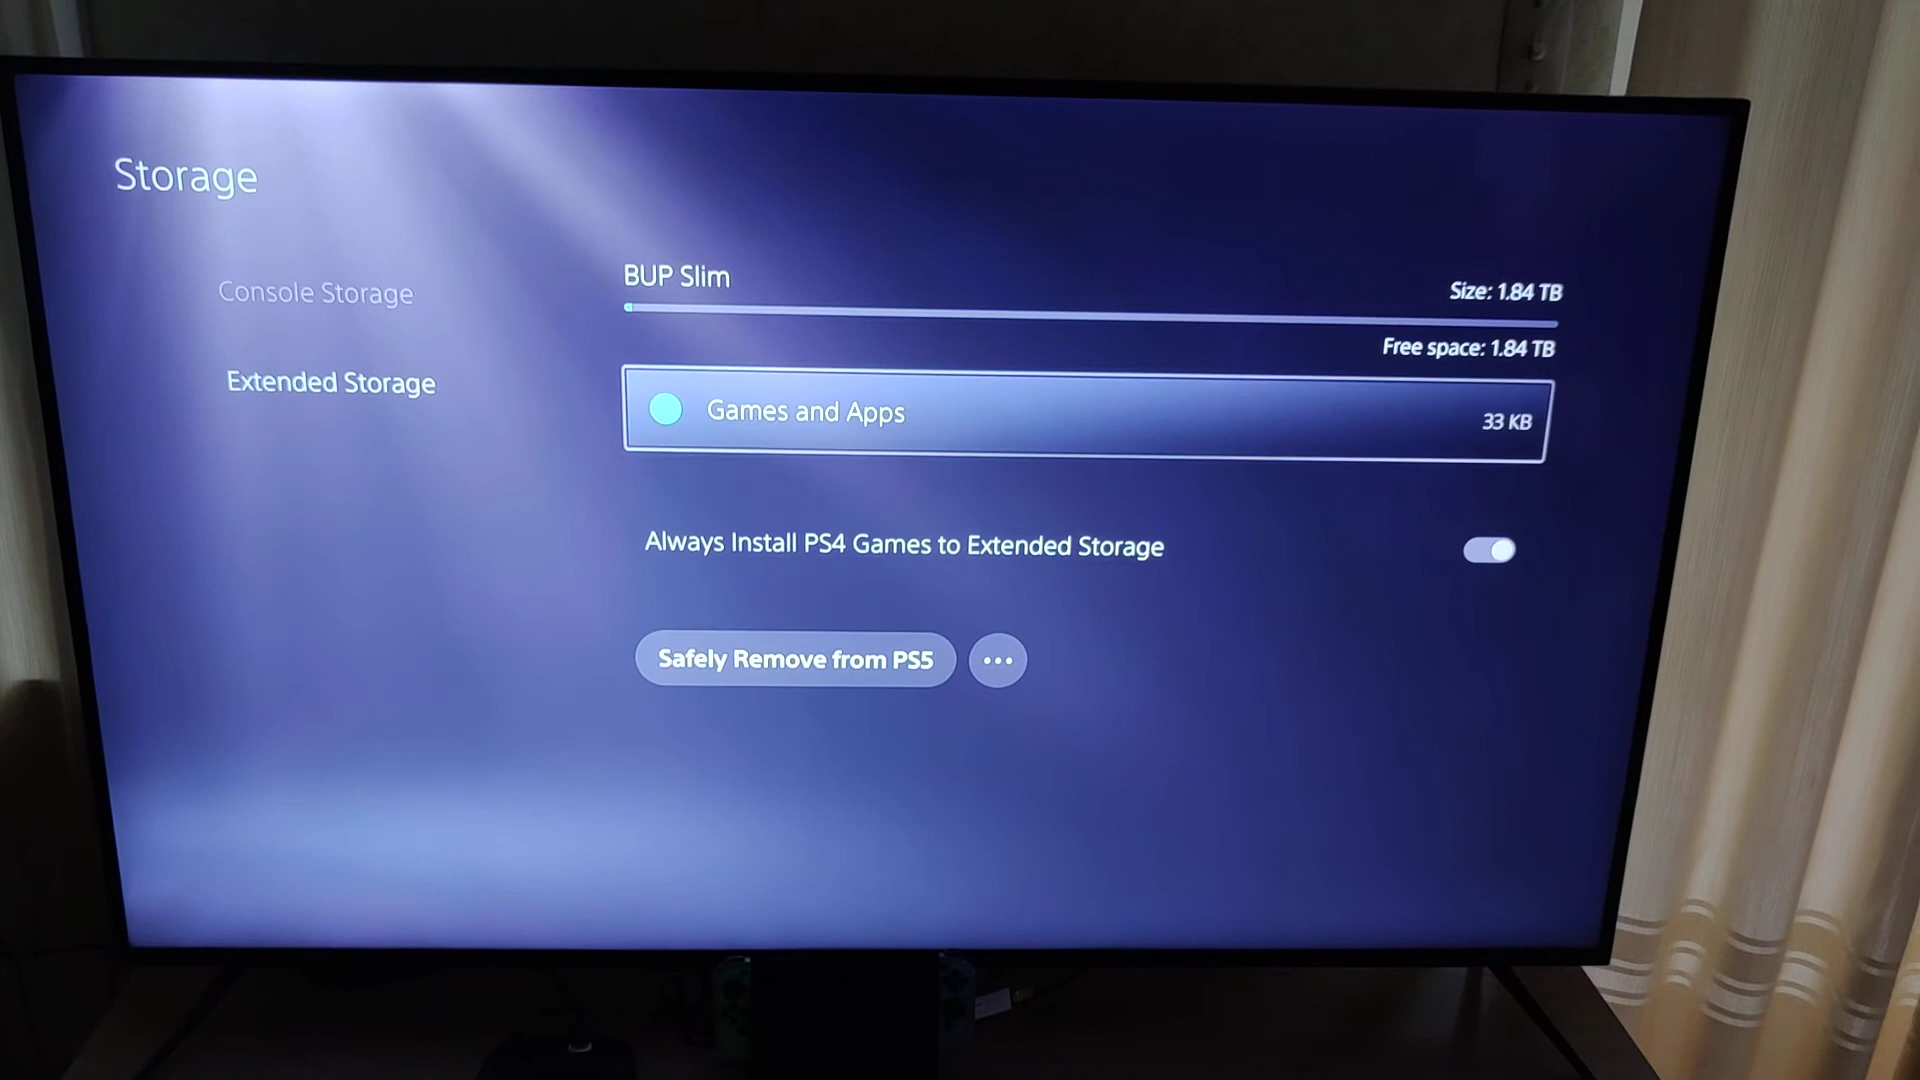 Storage
Console Storage
Extended Storage
BUP Slim
Size: 1.84 TB
Free space: 1.84 TB
Games and Apps
33 KB
Always Install PS4 Games to Extended Storage
Safely Remove from PS5
•••